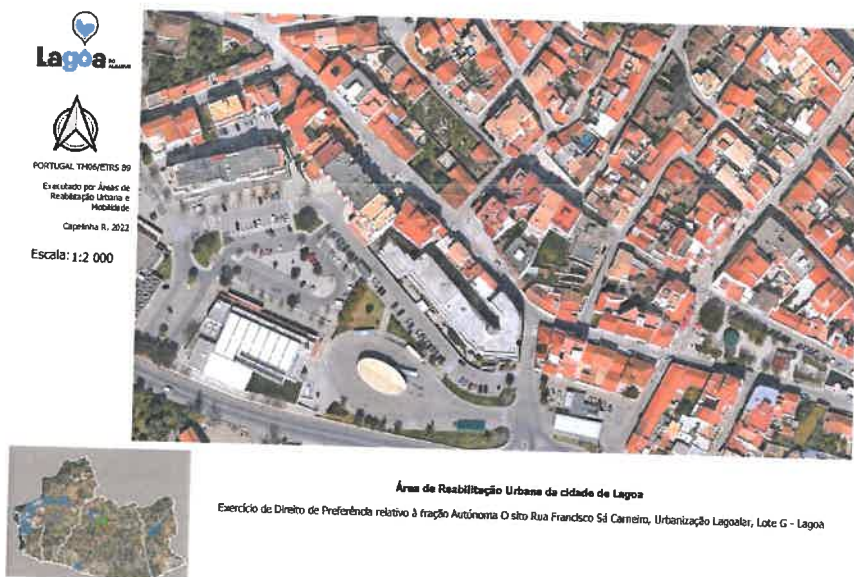 Lagoa DO ALGARVE
PORTUGAL TM06/ETRS 89
Executado por Áreas de
Reabilitação Urbana e
Mobilidade
Capelinha R. 2022
Escala: 1:2 000
Área de Reabilitação Urbana da cidade de Lagoa
Exercício de Direito de Preferência relativo à fração Autónoma O sito Rua Francisco Sá Carneiro, Urbanização Lagoalar, Lote G - Lagoa